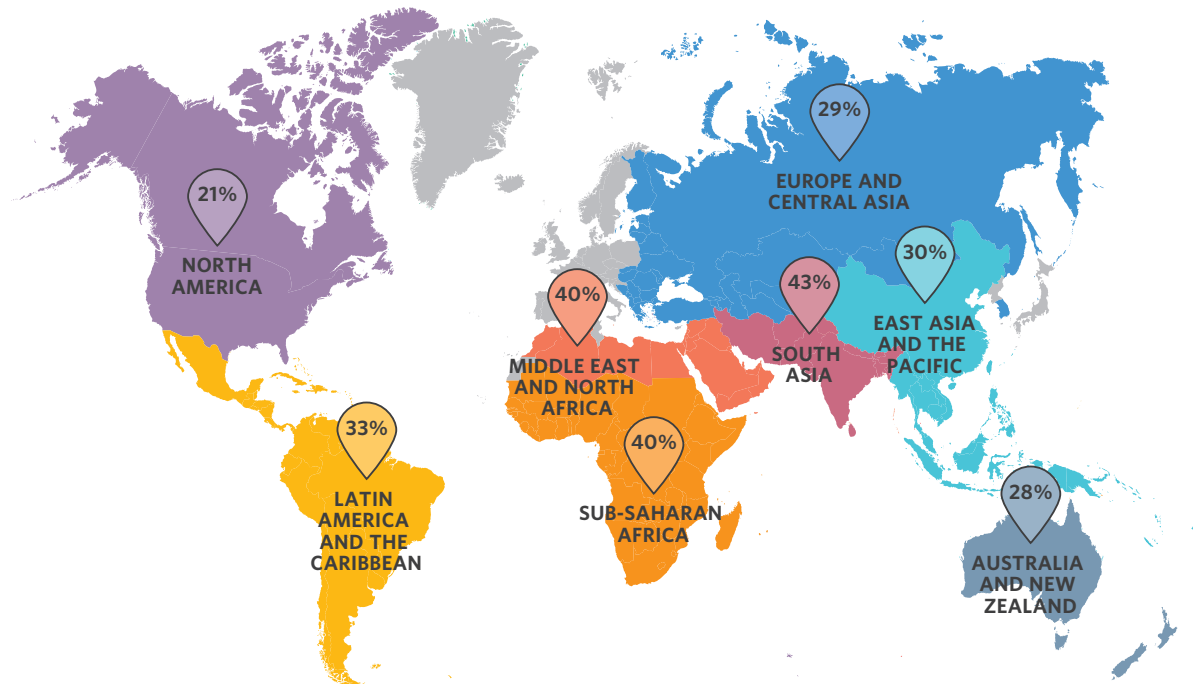 29%
EUROPE AND
CENTRAL ASIA
21%
NORTH
AMERICA
30%
EAST ASIA
AND THE
PACIFIC
43%
SOUTH
ASIA
40%
MIDDLE EAST
AND NORTH
AFRICA
33%
LATIN
AMERICA
AND THE
CARIBBEAN
40%
SUB-SAHARAN
AFRICA
28%
AUSTRALIA
AND NEW
ZEALAND